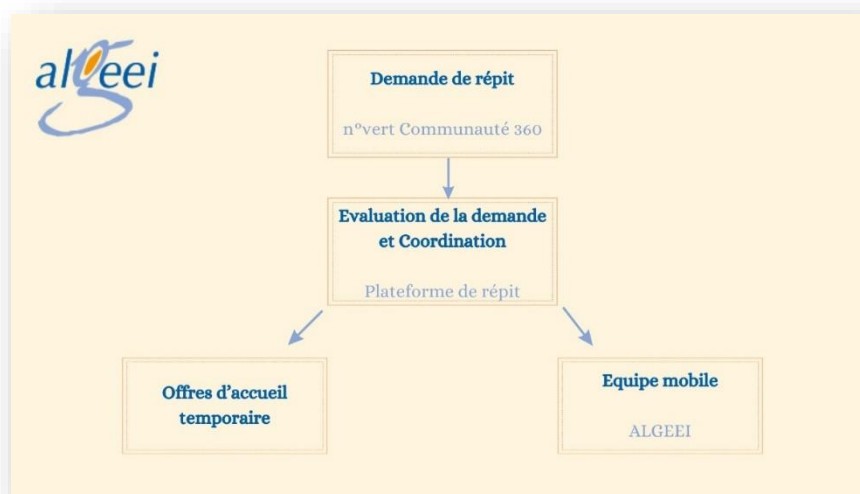 algeei
Demande de répit
n°vert Communauté 360
Evaluation de la demande
et Coordination
Plateforme de répit
Offres d'accueil
temporaire
Equipe mobile
ALGEEI